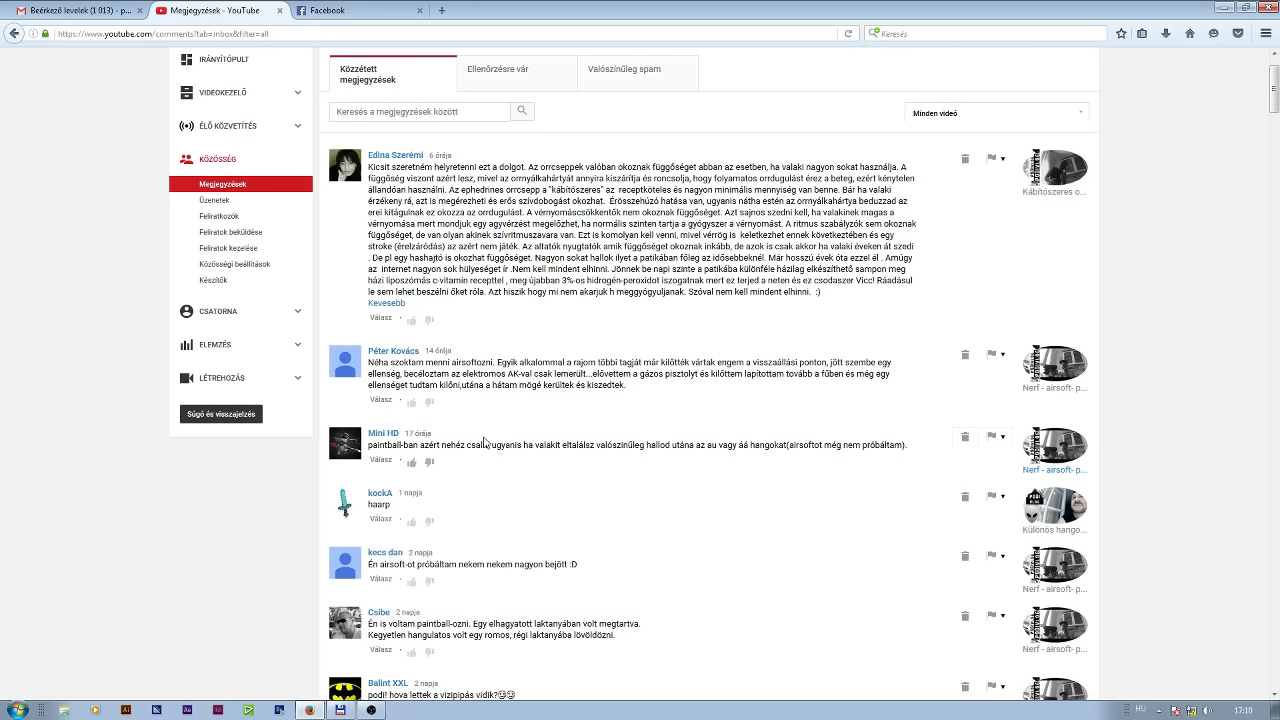 Beérkezett levelek (1 013) - p...
Megjegyzések - YouTube
Facebook
https://www.youtube.com/comments?tab=inbox&filter=all
Keresés
IRÁNYÍTÓPULT
VIDEOKEZELŐ
ÉLŐ KÖZVETÍTÉS
KÖZÖSSÉG
Megjegyzések
Üzenetek
Feliratkozók
Feliratok beküldése
Feliratok kezelése
Közösségi beállítások
Készítők
CSATORNA
ELEMZÉS
LÉTREHOZÁS
Súgó és visszajelzés
Közzétett
megjegyzések
Ellenőrzésre vár
Valószínűleg spam
Keresés a megjegyzések között
Minden videó
Edina Szerémi 6 órája
Kicsit szeretném helyretenni ezt a dolgot. Az orrcseppek valóban okoznak függőséget abban az esetben, ha valaki nagyon sokat használja. A
függőség viszont azért lesz, mivel az orrnyálkahártyát annyira kiszárítja és roncsolja, hogy folyamatos orrdugulást érez a beteg, ezért kénytelen
állandóan használni. Az ephedrines orrcsepp a "kábítószeres" az receptköteles és nagyon minimális mennyiség van benne. Bár ha valaki
érzékeny rá, azt is megérezheti és erős szívdobogást okozhat. Érösszehúzó hatása van, ugyanis nátha estén az orrnyálkahártya beduzzad az
erei kitágulnak ez okozza az orrdugulást. A vérnyomáscsökkentők nem okoznak függőséget. Azt sajnos szedni kell, ha valakinek magas a
vérnyomása mert mondjuk egy agyvérzést megelőzhet, ha normális szinten tartja a gyógyszer a vérnyomást. A ritmus szabályzók sem okoznak
függőséget, de van olyan akinek szívritmuszavara van. Ezt is komolyan kell venni, mivel vérrög is keletkezhet ennek következtében és egy
stroke (érelzáródás) az azért nem játék. Az altatók nyugtatók amik függőséget okoznak inkább, de azok is csak akkor ha valaki éveken át szedi
. De pl egy hashajtó is okozhat függőséget. Nagyon sokat hallok ilyet a patikában főleg az idősebbeknél. Már hosszú évek óta ezzel él . Amúgy
az internet nagyon sok hülyeséget ír .Nem kell mindent elhinni. Jönnek be napi szinte a patikába különféle házilag elkészíthető sampon meg
házi liposzómás c-vitamin recepttel , meg újabban 3%-os hidrogén-peroxidot iszogatnak mert ez terjed a neten és ez csodaszer Vicc! Ráadásul
le sem lehet beszélni őket róla. Azt hiszik hogy mi nem akarjuk h meggyógyuljanak. Szóval nem kell mindent elhinni. :)
Kevesebb
Válasz
Kábítószeres o...
Péter Kovács 14 órája
Néha szoktam menni airsoftozni. Egyik alkalommal a rajom többi tagját már kilőtték vártak engem a visszaállási ponton, jött szembe egy
ellenség, becéloztam az elektromos AK-val csak lemerült...elővettem a gázos pisztolyt és kilőttem lapítottam tovább a fűben és még egy
ellenséget tudtam kilőni,utána a hátam mögé kerültek és kiszedtek.
Válasz
Nerf - airsoft- p...
Mini HD 17 órája
paintball-ban azért nehéz csalni ugyanis ha valakit eltalálsz valószinűleg hallod utána az au vagy áá hangokat(airsoftot még nem próbáltam).
Válasz
Nerf - airsoft- p...
kockA 1 napja
haarp
Válasz
Különös hango...
kecs dan 2 napja
Én airsoft-ot próbáltam nekem nekem nagyon bejött :D
Válasz
Nerf - airsoft- p...
Csibe 2 napja
Én is voltam paintball-ozni. Egy elhagyatott laktanyában volt megtartva.
Kegyetlen hangulatos volt egy romos, régi laktanyába lövöldözni.
Válasz
Nerf - airsoft- p...
Balint XXL 2 napja
podi! hova lettek a vizipipás vidik?
HU
17:10